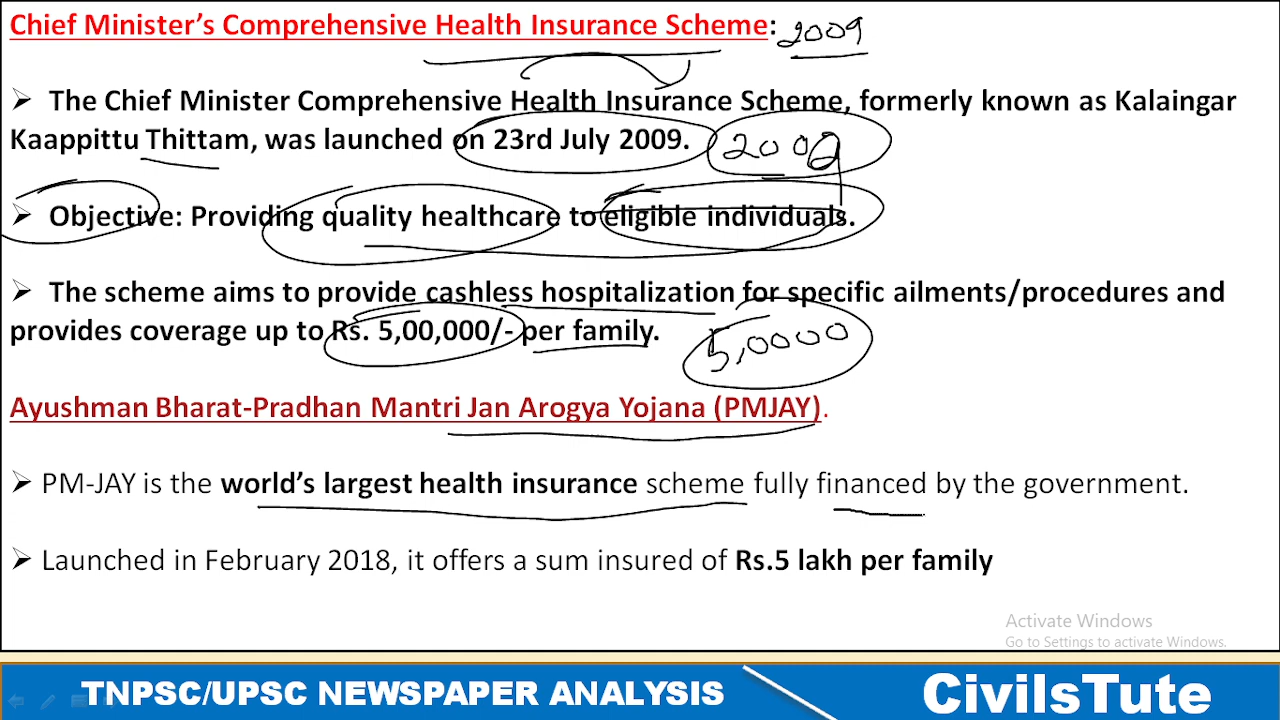 Chief Minister's Comprehensive Health Insurance Scheme: 2009
➢ The Chief Minister Comprehensive Health Insurance Scheme, formerly known as Kalaingar
Kaappittu Thittam, was launched on 23rd July 2009. 2009
➢ Objective: Providing quality healthcare to eligible individuals.
➢ The scheme aims to provide cashless hospitalization for specific ailments/procedures and
provides coverage up to Rs. 5,00,000/- per family. 5,0000
Ayushman Bharat-Pradhan Mantri Jan Arogya Yojana (PMJAY).
➢ PM-JAY is the world's largest health insurance scheme fully financed by the government.
➢ Launched in February 2018, it offers a sum insured of Rs.5 lakh per family
Activate Windows
Go to Settings to activate Windows.
TNPSC/UPSC NEWSPAPER ANALYSIS CivilsTute